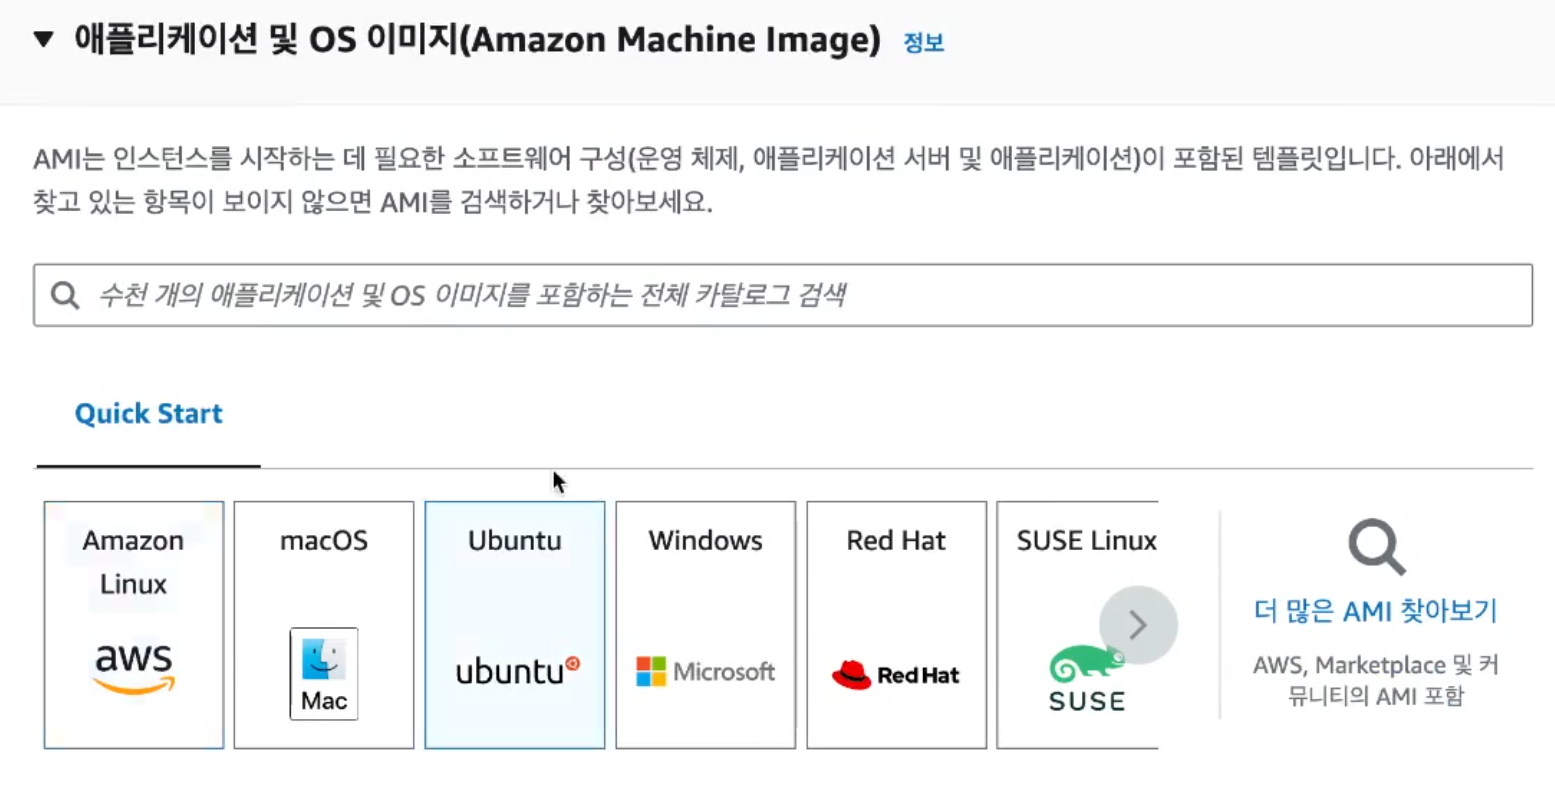 애플리케이션 및 OS 이미지(Amazon Machine Image) 정보
AMI는 인스턴스를 시작하는 데 필요한 소프트웨어 구성(운영 체제, 애플리케이션 서버 및 애플리케이션)이 포함된 템플릿입니다. 아래에서
찾고 있는 항목이 보이지 않으면 AMI를 검색하거나 찾아보세요.
수천 개의 애플리케이션 및 OS 이미지를 포함하는 전체 카탈로그 검색
Quick Start
Amazon
Linux
aws
macOS
Mac
Ubuntu
ubuntu
Windows
Microsoft
Red Hat
Red Hat
SUSE Linux
SUSE
더 많은 AMI 찾아보기
AWS, Marketplace 및 커
뮤니티의 AMI 포함